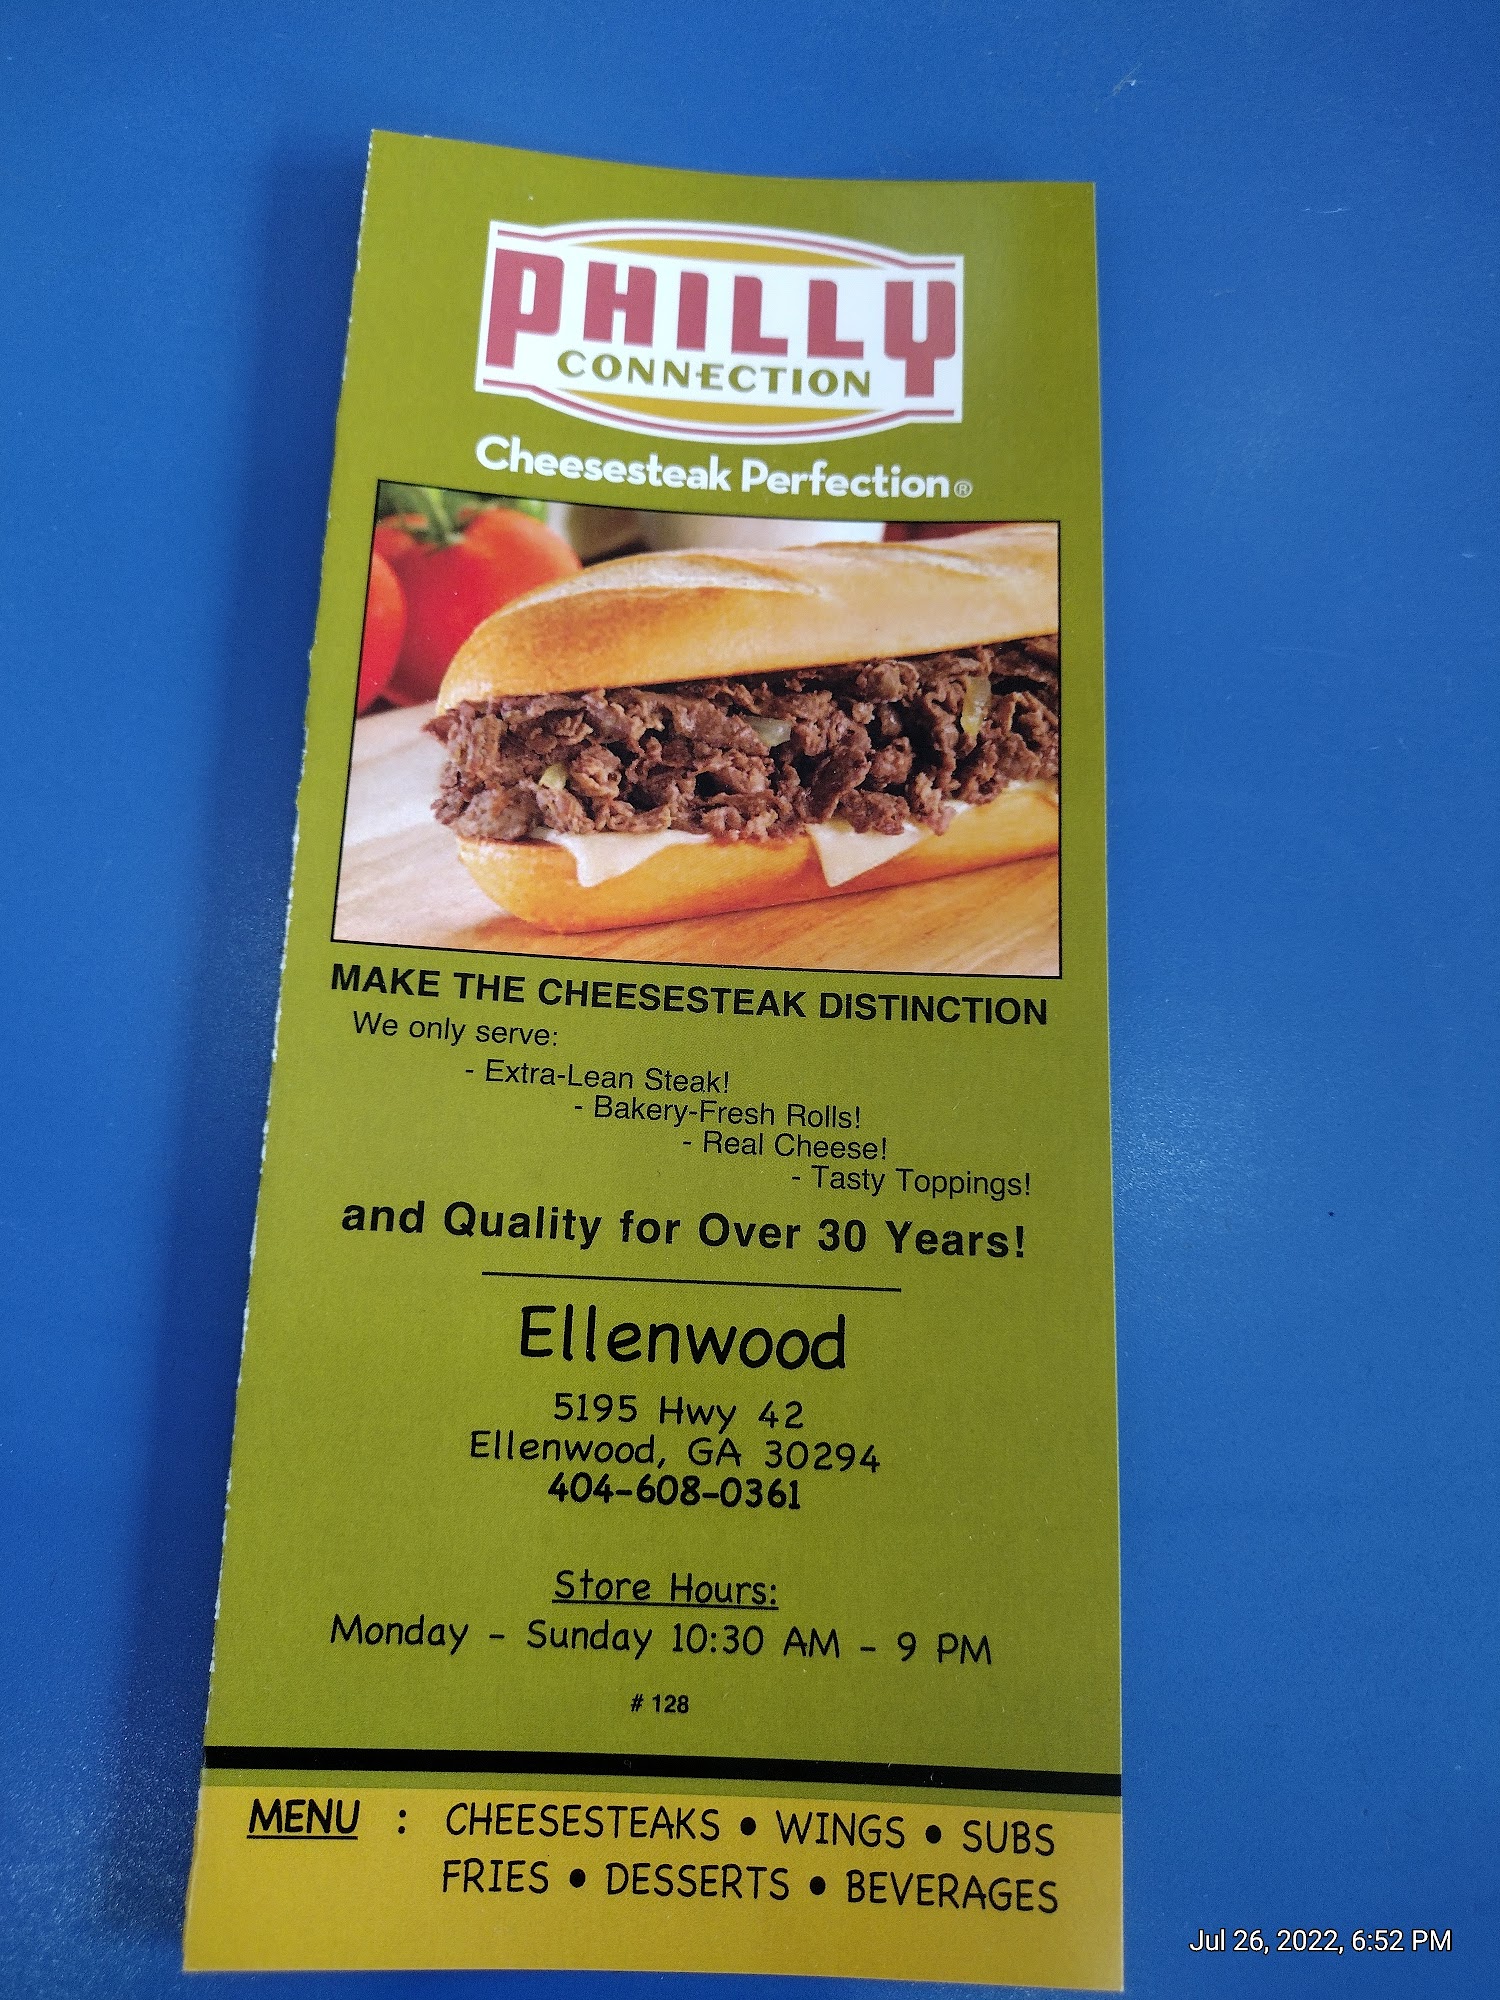 PHILLY
CONNECTION
Cheesesteak Perfection®
MAKE THE CHEESESTEAK DISTINCTION
We only serve:
- Extra-Lean Steak!
- Bakery-Fresh Rolls!
- Real Cheese!
- Tasty Toppings!
and Quality for Over 30 Years!
Ellenwood
5195 Hwy 42
Ellenwood, GA 30294
404-608-0361
Store Hours:
Monday - Sunday 10:30 AM - 9 PM
# 128
MENU : CHEESESTEAKS • WINGS • SUBS
FRIES • DESSERTS • BEVERAGES
Jul 26, 2022, 6:52 PM